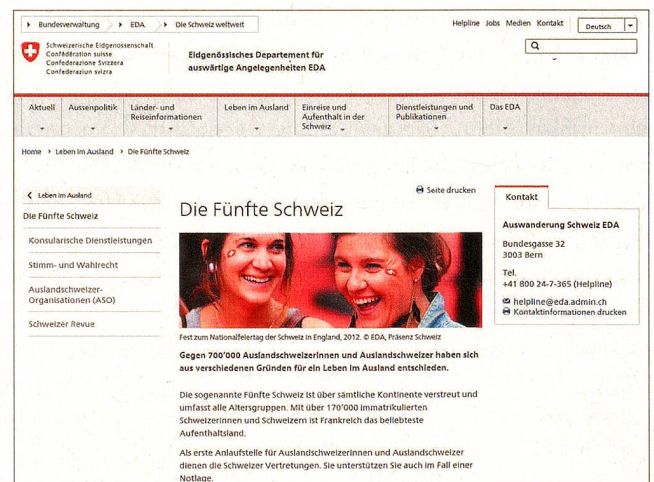 Bundesverwaltung EDA Die Schweiz weltweit
Helpline Jobs Medien Kontakt Deutsch
Schweizerische Eidgenossenschaft
Confédération suisse
Confederazione Svizzera
Confederaziun svizra
Eidgenössisches Departement für
auswärtige Angelegenheiten EDA
Aktuell
Aussenpolitik
Länder- und
Reiseinformationen
Leben im Ausland
Einreise und
Aufenthalt in der
Schweiz
Dienstleistungen und
Publikationen
Das EDA
Home › Leben im Ausland › Die Fünfte Schweiz
Leben im Ausland
Die Fünfte Schweiz
Konsularische Dienstleistungen
Stimm- und Wahlrecht
Auslandschweizer-
Organisationen (ASO)
Schweizer Revue
Seite drucken
Die Fünfte Schweiz
Fest zum Nationalfeiertag der Schweiz in England, 2012. © EDA, Präsenz Schweiz
Gegen 700'000 Auslandschweizerinnen und Auslandschweizer haben sich
aus verschiedenen Gründen für ein Leben im Ausland entschieden.
Die sogenannte Fünfte Schweiz ist über sämtliche Kontinente verstreut und
umfasst alle Altersgruppen. Mit über 170'000 immatrikulierten
Schweizerinnen und Schweizern ist Frankreich das beliebteste
Aufenthaltsland.
Als erste Anlaufstelle für Auslandschweizerinnen und Auslandschweizer
dienen die Schweizer Vertretungen. Sie unterstützen Sie auch im Fall einer
Notlage.
Kontakt
Auswanderung Schweiz EDA
Bundesgasse 32
3003 Bern
Tel.
+41 800 24-7-365 (Helpline)
helpline@eda.admin.ch
Kontaktinformationen drucken